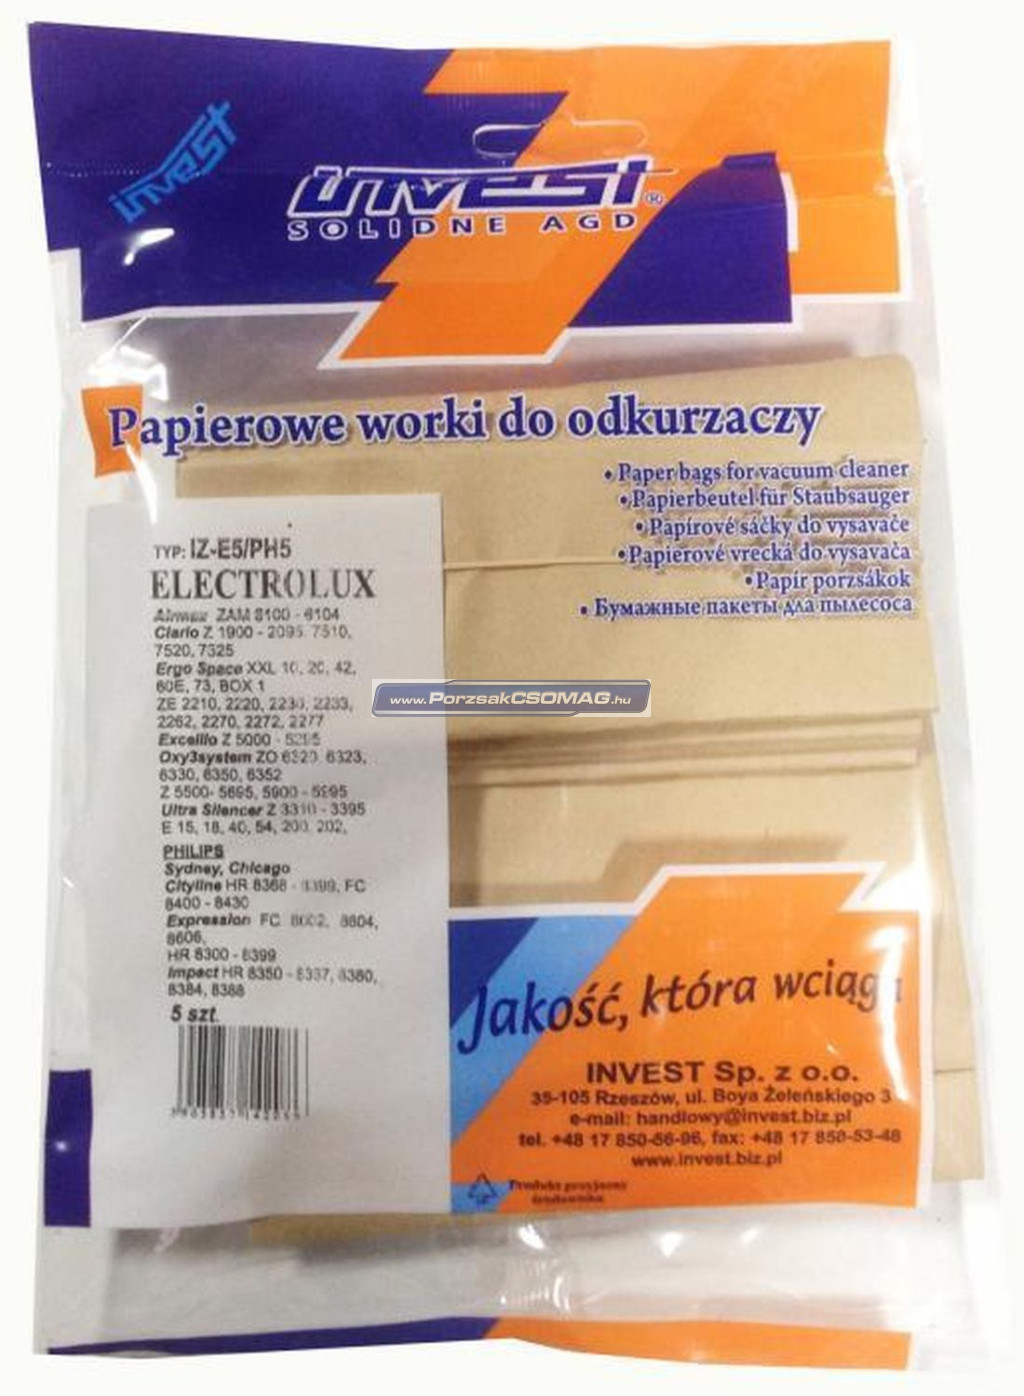 invest
invest®
SOLIDNE AGD
Papierowe worki do odkurzaczy
• Paper bags for vacuum cleaner
• Papierbeutel für Staubsauger
• Papírové sáčky do vysavače
• Papierové vrecká do vysavača
• Papír porzsákok
• Бумажные пакеты для пылесоса
TYP: IZ-E5/PH5
ELECTROLUX
ZAM 6100 - 6104
Clario Z 1900 - 2095, 7510,
7520, 7325
Ergo Space XXL 10, 20, 42,
60E, 73, BOX 1
ZE 2210, 2220, 2230, 2233,
2262, 2270, 2272, 2277
Excellio Z 5000 - 5295
Oxy3system ZO 6320, 6323,
6330, 6350, 6352
Z 5500- 5695, 5900 - 5995
Ultra Silencer Z 3310 - 3395
E 15, 18, 40, 54, 200, 202,
PHILIPS
Sydney, Chicago
Cityline HR 8368 - 8399, FC
8400 - 8430
Expression FC 8602, 8604,
8606,
HR 8300 - 8399
Impact HR 8350 - 8380,
8384, 8388
5 szt.
www.PorzsakCSOMAG.hu
Jakość, która wciąga
INVEST Sp. z o.o.
35-105 Rzeszów, ul. Boya Żeleńskiego 3
e-mail: handlowy@invest.biz.pl
tel. +48 17 850-56-96, fax: +48 17 850-53-48
www.invest.biz.pl
Produkt przyjazny
środowisku